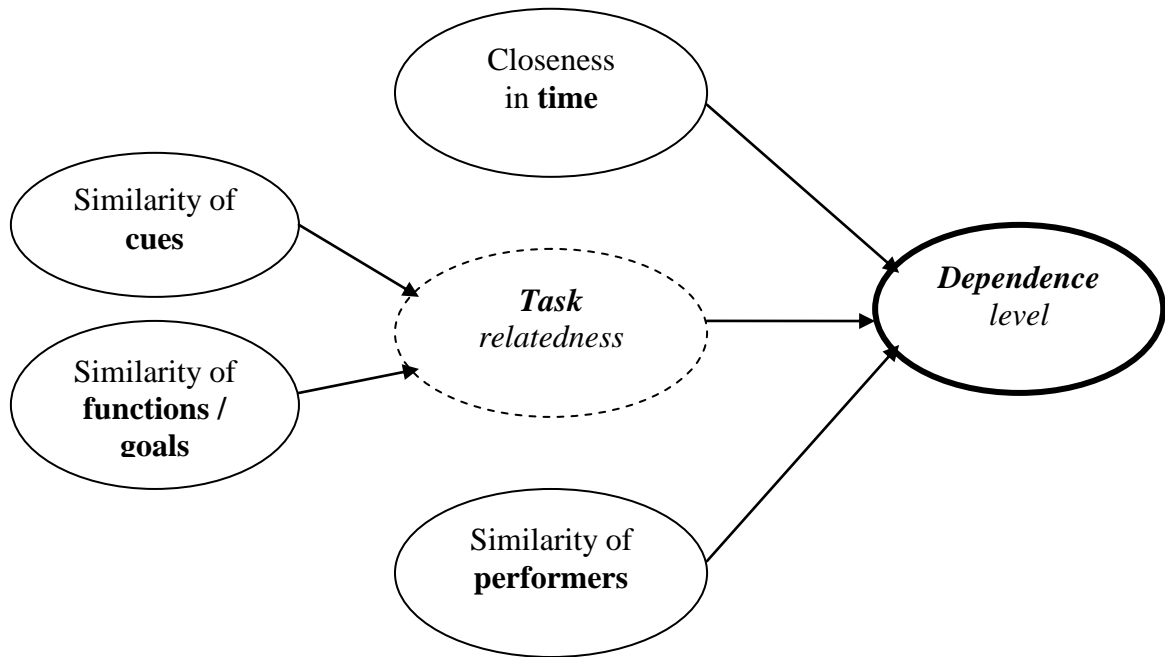 Closeness
in time
Similarity of
cues
Task
relatedness
Dependence
level
Similarity of
functions /
goals
Similarity of
performers